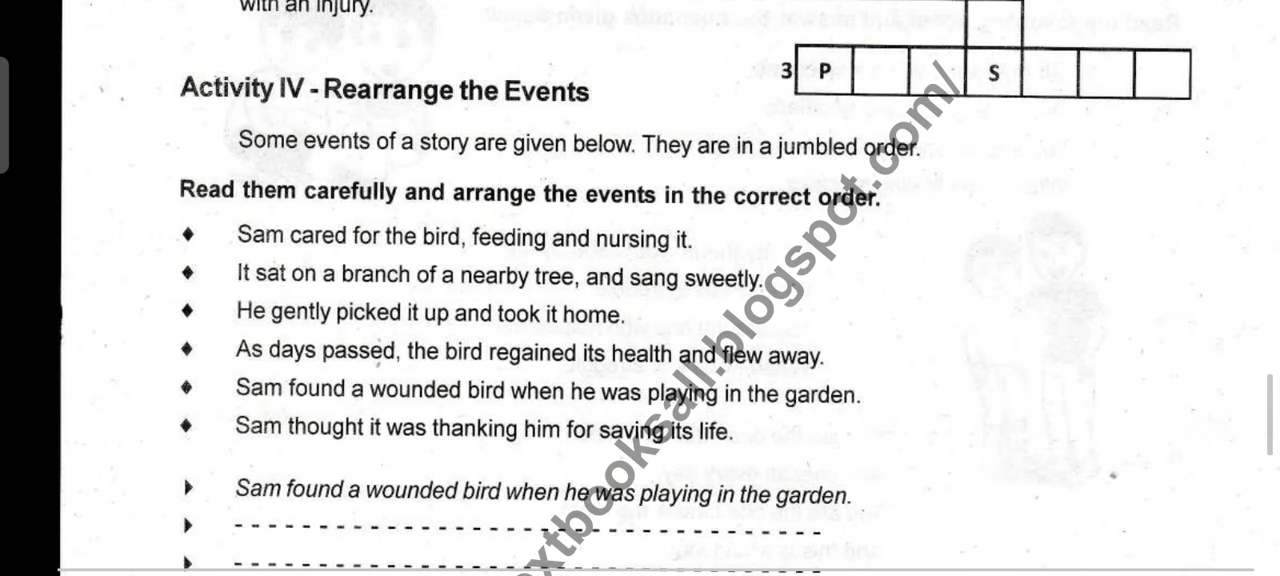 with an injury.
3 P S
Activity IV - Rearrange the Events
Some events of a story are given below. They are in a jumbled order.
Read them carefully and arrange the events in the correct order.
♦ Sam cared for the bird, feeding and nursing it.
♦ It sat on a branch of a nearby tree, and sang sweetly.
♦ He gently picked it up and took it home.
♦ As days passed, the bird regained its health and flew away.
♦ Sam found a wounded bird when he was playing in the garden.
♦ Sam thought it was thanking him for saving its life.
Sam found a wounded bird when he was playing in the garden.
extbooksall.blogspot.com/